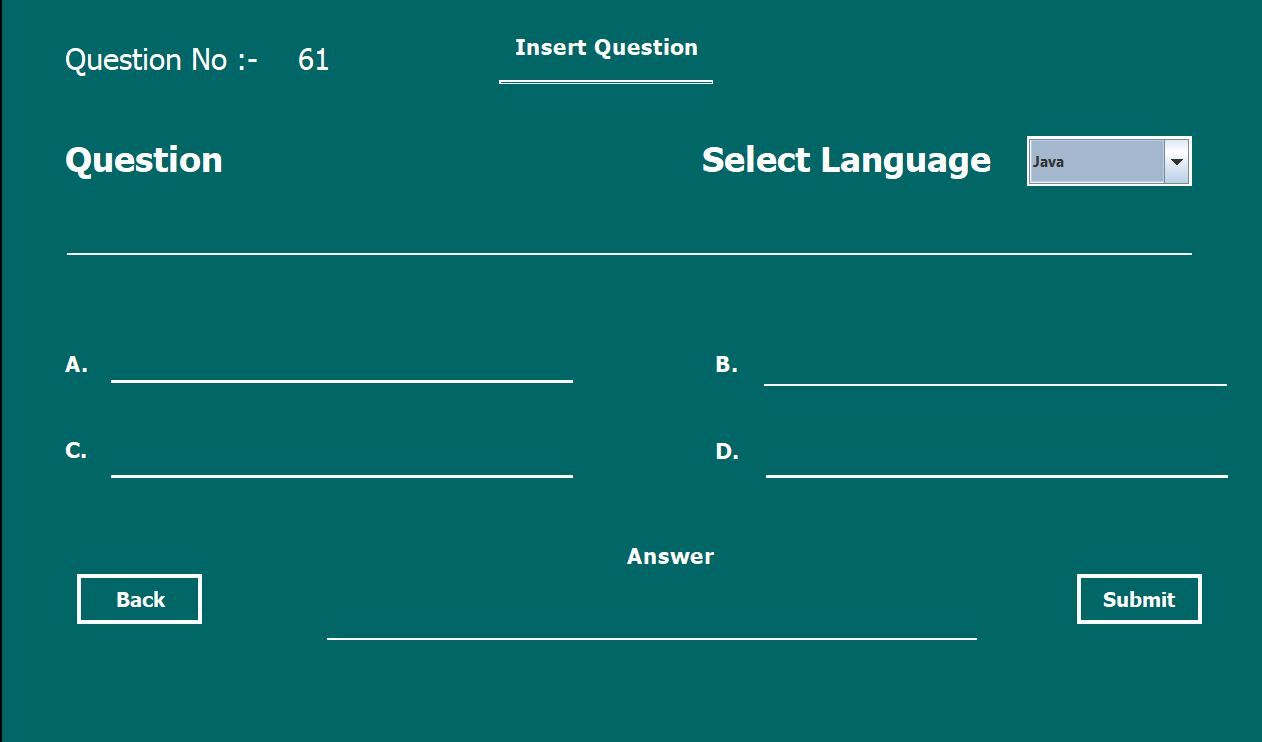 Insert Question
Question No :- 61
Question
Select Language
Java
A.
B.
C.
D.
Answer
Back
Submit